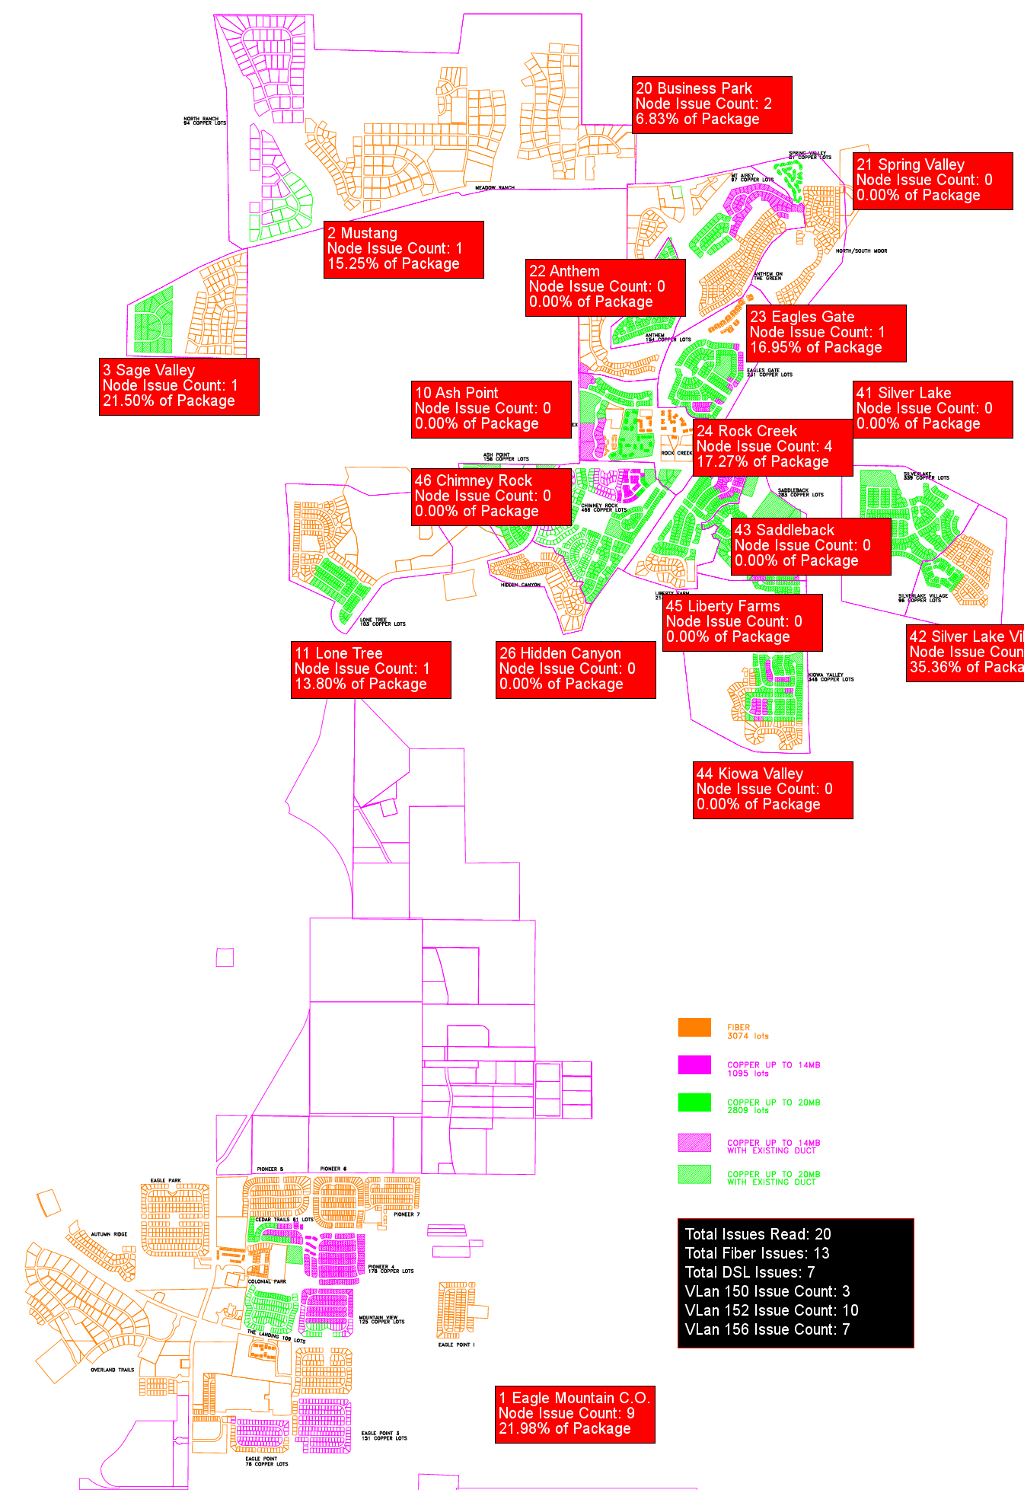 20 Business Park
Node Issue Count: 2
6.83% of Package
NORTH RANCH
94 COPPER LOTS
SPRING VALLEY
21 Spring Valley
Node Issue Count: 0
0.00% of Package
MT AIREY
97 COPPER LOTS
MEADOW RANCH
2 Mustang
Node Issue Count: 1
15.25% of Package
NORTH/SOUTH MOOR
22 Anthem
Node Issue Count: 0
0.00% of Package
ANTHEM ON
THE GREEN
23 Eagles Gate
Node Issue Count: 1
16.95% of Package
ANTHEM
194 COPPER LOTS
3 Sage Valley
Node Issue Count: 1
21.50% of Package
EAGLES GATE
231 COPPER LOTS
10 Ash Point
Node Issue Count: 0
0.00% of Package
41 Silver Lake
Node Issue Count: 0
0.00% of Package
24 Rock Creek
Node Issue Count: 4
17.27% of Package
ROCK CREEK
ASH POINT
156 COPPER LOTS
46 Chimney Rock
Node Issue Count: 0
0.00% of Package
SILVERLAKE
339 COPPER LOTS
SADDLEBACK
283 COPPER LOTS
CHIMNEY ROCK
468 COPPER LOTS
43 Saddleback
Node Issue Count: 0
0.00% of Package
HIDDEN CANYON
LIBERTY FARM
SILVERLAKE VILLAGE
96 COPPER LOTS
45 Liberty Farms
Node Issue Count: 0
0.00% of Package
LONE TREE
103 COPPER LOTS
42 Silver Lake Vil
Node Issue Coun
35.36% of Packa
11 Lone Tree
Node Issue Count: 1
13.80% of Package
26 Hidden Canyon
Node Issue Count: 0
0.00% of Package
KIOWA VALLEY
348 COPPER LOTS
44 Kiowa Valley
Node Issue Count: 0
0.00% of Package
FIBER
3074 lots
COPPER UP TO 14MB
1095 lots
COPPER UP TO 20MB
2809 lots
COPPER UP TO 14MB
WITH EXISTING DUCT
COPPER UP TO 20MB
WITH EXISTING DUCT
PIONEER 5
PIONEER 6
EAGLE PARK
PIONEER 7
CEDAR TRAILS 61 LOTS
AUTUMN RIDGE
PIONEER 4
178 COPPER LOTS
COLONIAL PARK
MOUNTAIN VIEW
125 COPPER LOTS
THE LANDING 109 LOTS
EAGLE POINT I
OVERLAND TRAILS
Total Issues Read: 20
Total Fiber Issues: 13
Total DSL Issues: 7
VLan 150 Issue Count: 3
VLan 152 Issue Count: 10
VLan 156 Issue Count: 7
1 Eagle Mountain C.O.
Node Issue Count: 9
21.98% of Package
EAGLE POINT 3
151 COPPER LOTS
EAGLE POINT
76 COPPER LOTS